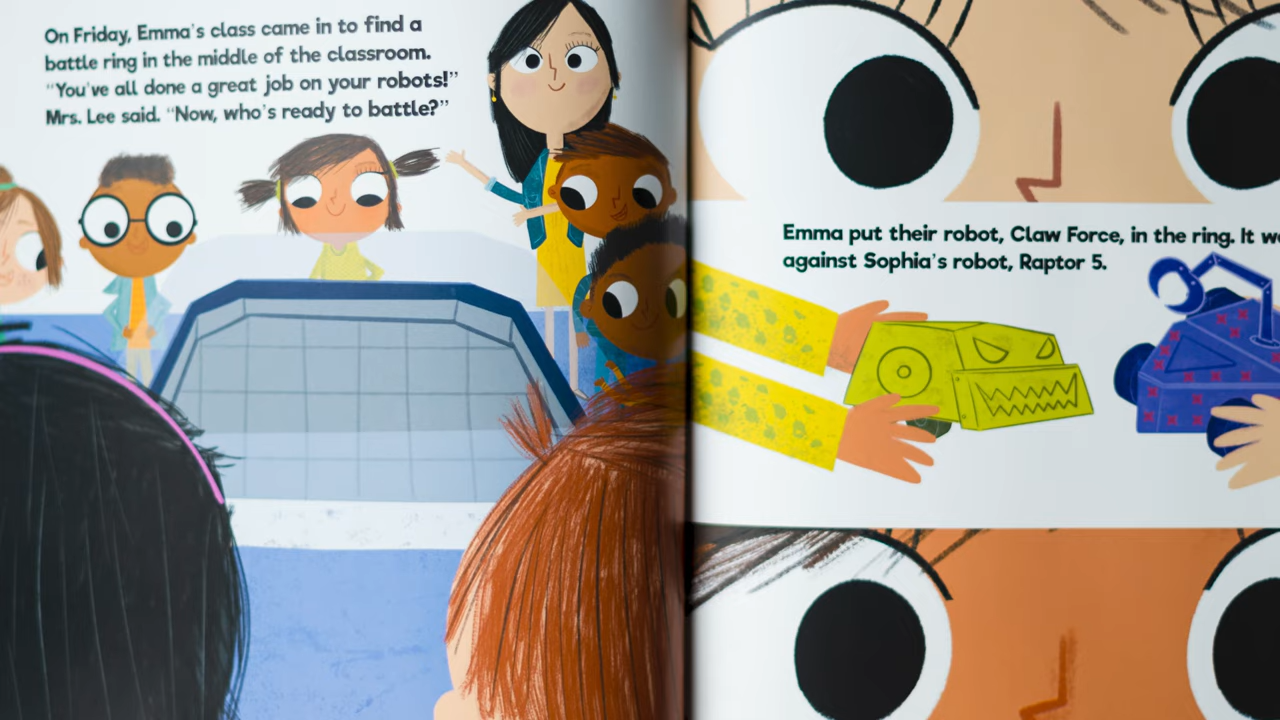 On Friday, Emma's class came in to find a
battle ring in the middle of the classroom.
"You've all done a great job on your robots!"
Mrs. Lee said. "Now, who's ready to battle?"
Emma put their robot, Claw Force, in the ring. It
against Sophia's robot, Raptor 5.